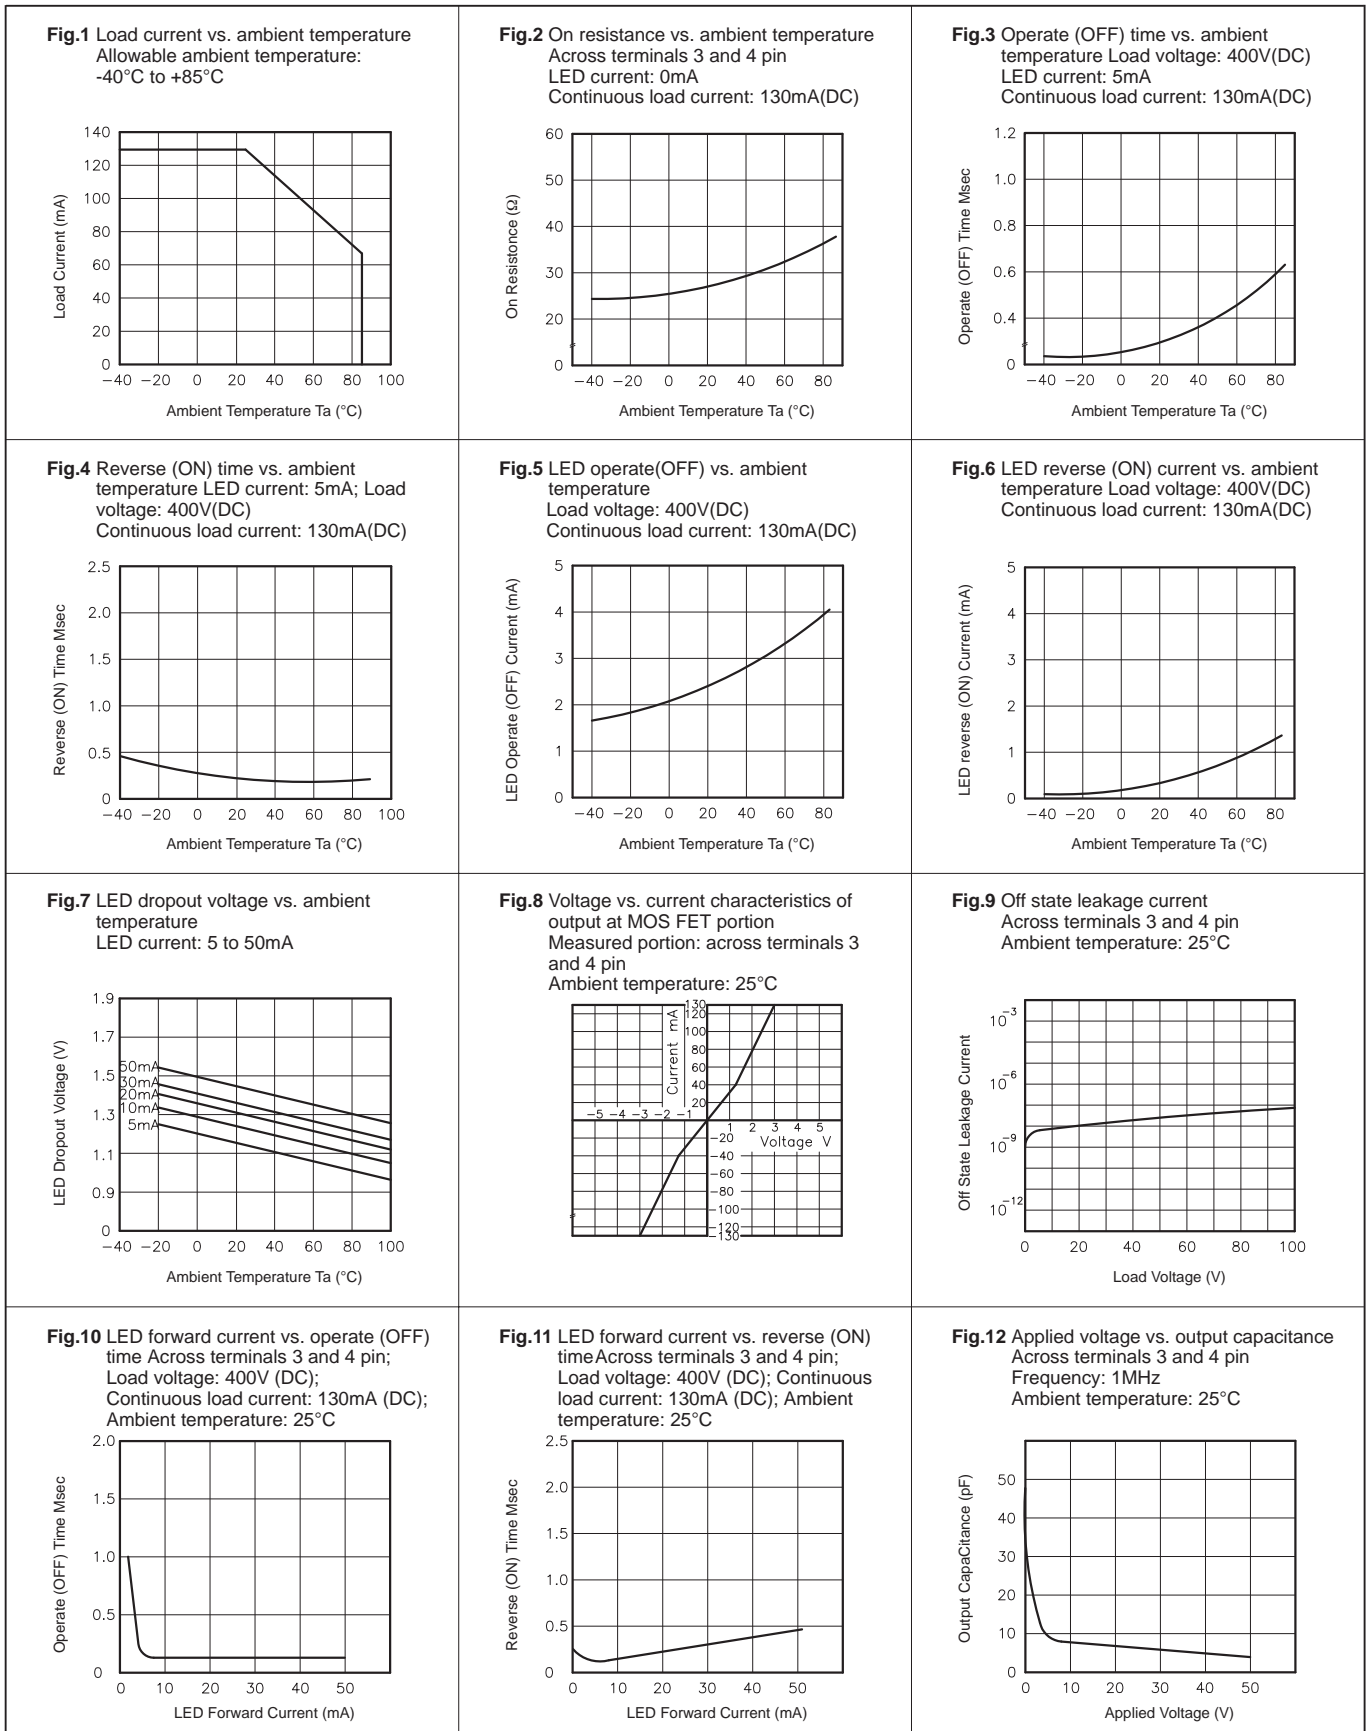 Fig.1 Load current vs. ambient temperature
Allowable ambient temperature:
-40°C to +85°C
140
120
100
80
60
40
20
0
Load Current (mA)
−40 −20 0 20 40 60 80 100
Ambient Temperature Ta (°C)
Fig.2 On resistance vs. ambient temperature
Across terminals 3 and 4 pin
LED current: 0mA
Continuous load current: 130mA(DC)
60
50
40
30
20
0
On Resistonce (Ω)
−40 −20 0 20 40 60 80
Ambient Temperature Ta (°C)
Fig.3 Operate (OFF) time vs. ambient
temperature Load voltage: 400V(DC)
LED current: 5mA
Continuous load current: 130mA(DC)
1.2
1.0
0.8
0.6
0.4
0
Operate (OFF) Time Msec
−40 −20 0 20 40 60 80
Ambient Temperature Ta (°C)
Fig.4 Reverse (ON) time vs. ambient
temperature LED current: 5mA; Load
voltage: 400V(DC)
Continuous load current: 130mA(DC)
2.5
2.0
1.5
1.0
0.5
0
Reverse (ON) Time Msec
−40 −20 0 20 40 60 80 100
Ambient Temperature Ta (°C)
Fig.5 LED operate(OFF) vs. ambient
temperature
Load voltage: 400V(DC)
Continuous load current: 130mA(DC)
5
4
3
2
1
0
LED Operate (OFF) Current (mA)
−40 −20 0 20 40 60 80
Ambient Temperature Ta (°C)
Fig.6 LED reverse (ON) current vs. ambient
temperature Load voltage: 400V(DC)
Continuous load current: 130mA(DC)
5
4
3
2
1
0
LED reverse (ON) Current (mA)
−40 −20 0 20 40 60 80
Ambient Temperature Ta (°C)
Fig.7 LED dropout voltage vs. ambient
temperature
LED current: 5 to 50mA
1.9
1.7
1.5
1.3
1.1
0.9
0
50mA
30mA
20mA
10mA
5mA
LED Dropout Voltage (V)
−40 −20 0 20 40 60 80 100
Ambient Temperature Ta (°C)
Fig.8 Voltage vs. current characteristics of
output at MOS FET portion
Measured portion: across terminals 3
and 4 pin
Ambient temperature: 25°C
130
120
100
80
60
40
20
Current mA
−5 −4 −3 −2 −1
1 2 3 4 5
Voltage V
−20
−40
−60
−80
−100
−120
−130
Fig.9 Off state leakage current
Across terminals 3 and 4 pin
Ambient temperature: 25°C
10−3
10−6
10−9
10−12
Off State Leakage Current
0 20 40 60 80 100
Load Voltage (V)
Fig.10 LED forward current vs. operate (OFF)
time Across terminals 3 and 4 pin;
Load voltage: 400V (DC);
Continuous load current: 130mA (DC);
Ambient temperature: 25°C
2.0
1.5
1.0
0.5
0
Operate (OFF) Time Msec
0 10 20 30 40 50
LED Forward Current (mA)
Fig.11 LED forward current vs. reverse (ON)
timeAcross terminals 3 and 4 pin;
Load voltage: 400V (DC); Continuous
load current: 130mA (DC); Ambient
temperature: 25°C
2.5
2.0
1.5
1.0
0.5
0
Reverse (ON) Time Msec
0 10 20 30 40 50
LED Forward Current (mA)
Fig.12 Applied voltage vs. output capacitance
Across terminals 3 and 4 pin
Frequency: 1MHz
Ambient temperature: 25°C
50
40
30
20
10
0
Output CapaCitance (pF)
0 10 20 30 40 50
Applied Voltage (V)